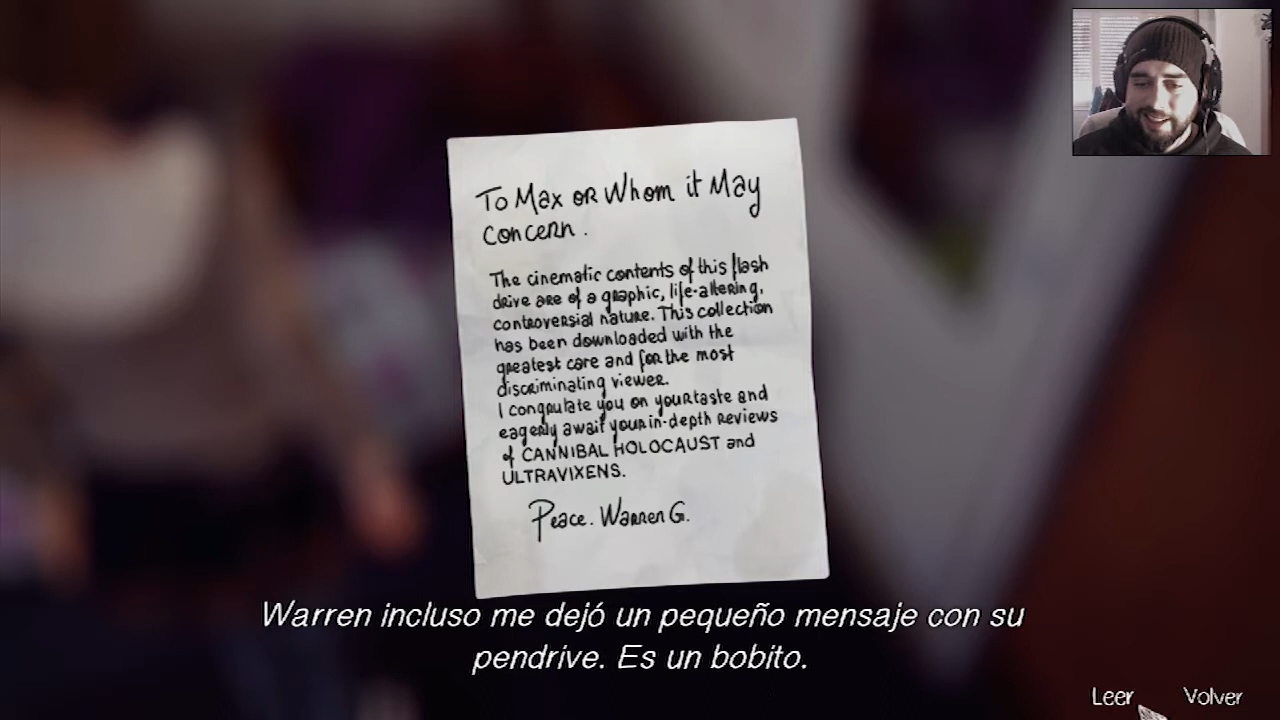 To Max or Whom it May
Concern.
The cinematic contents of this flash
drive are of a graphic, life-altering,
controversial nature. This collection
has been downloaded with the
greatest care and for the most
discriminating viewer.
I congrulate you on your taste and
eagerly await your in-depth reviews
of CANNIBAL HOLOCAUST and
ULTRAVIXENS.
Peace. Warren G.
Warren incluso me dejó un pequeño mensaje con su
pendrive. Es un bobito.
Leer Volver